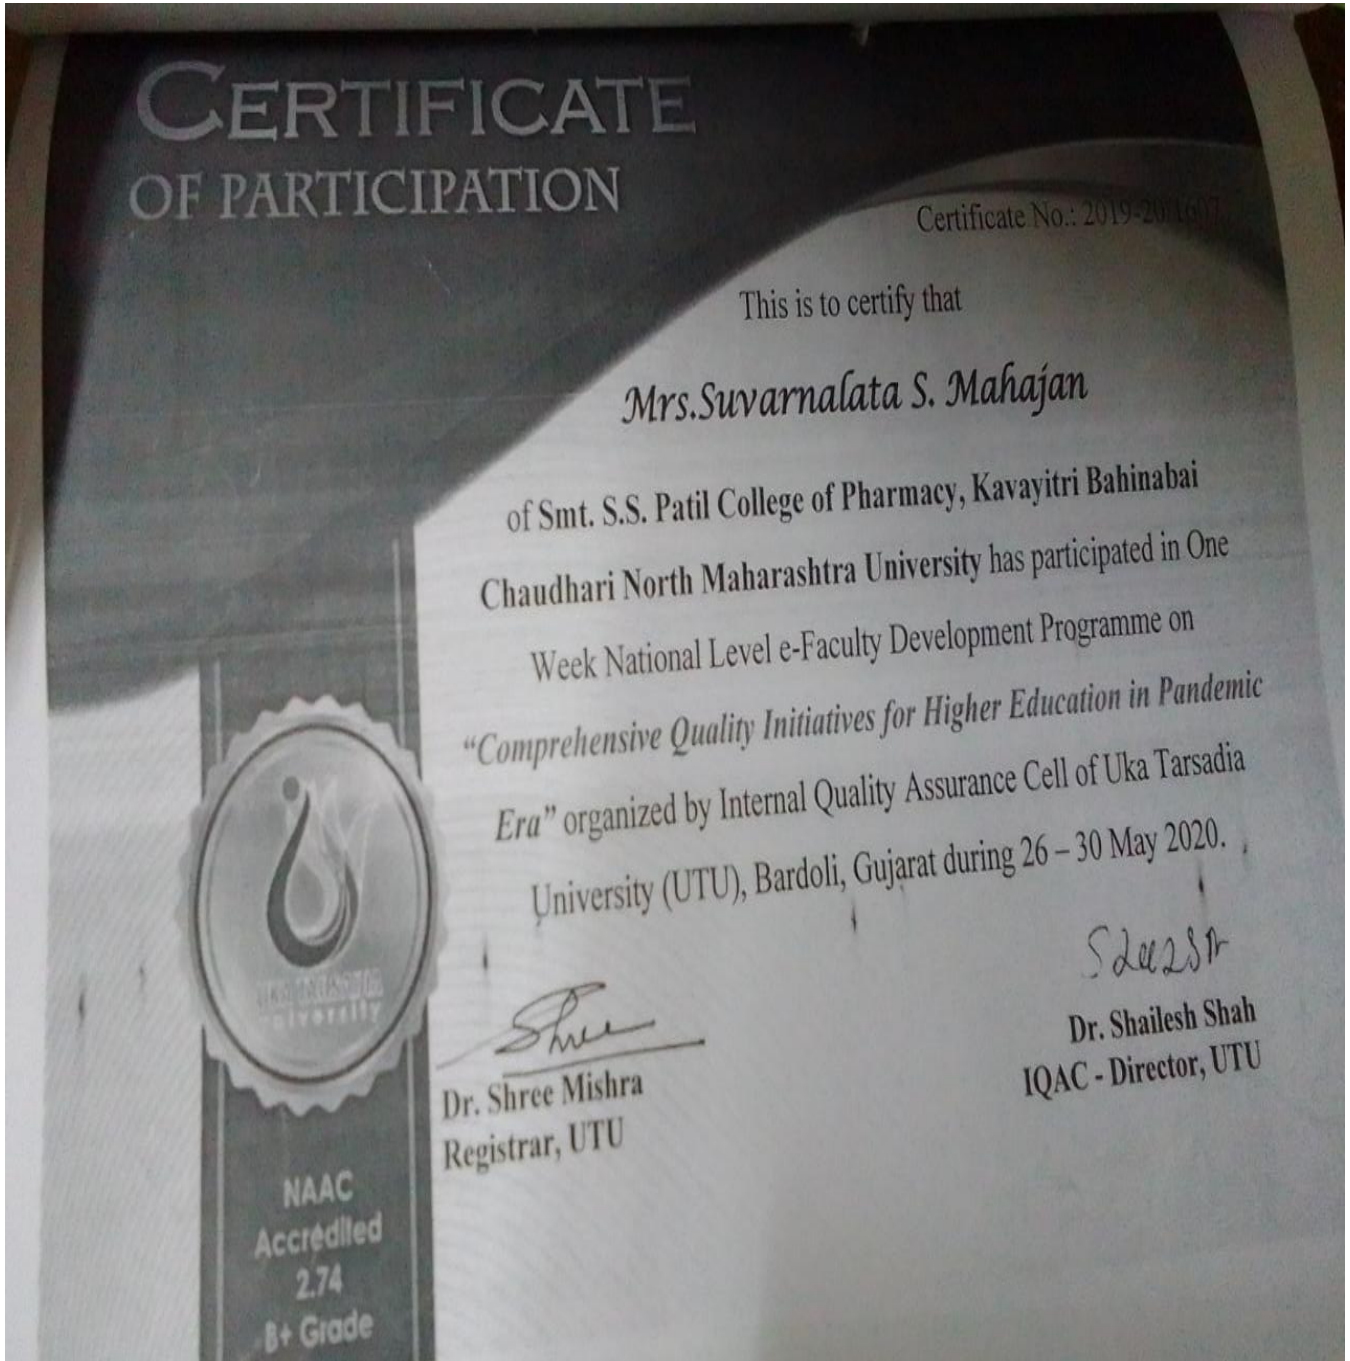 CERTIFICATE
OF PARTICIPATION
Certificate No.: 2019-20/1607
This is to certify that
Mrs.Suvarnalata S. Mahajan
of Smt. S.S. Patil College of Pharmacy, Kavayitri Bahinabai
Chaudhari North Maharashtra University has participated in One
Week National Level e-Faculty Development Programme on
“Comprehensive Quality Initiatives for Higher Education in Pandemic
Era” organized by Internal Quality Assurance Cell of Uka Tarsadia
University (UTU), Bardoli, Gujarat during 26 – 30 May 2020.
UKA TARSADIA
university
Shree
Dr. Shree Mishra
Registrar, UTU
Dr. Shailesh Shah
IQAC - Director, UTU
NAAC
Accredited
2.74
B+ Grade